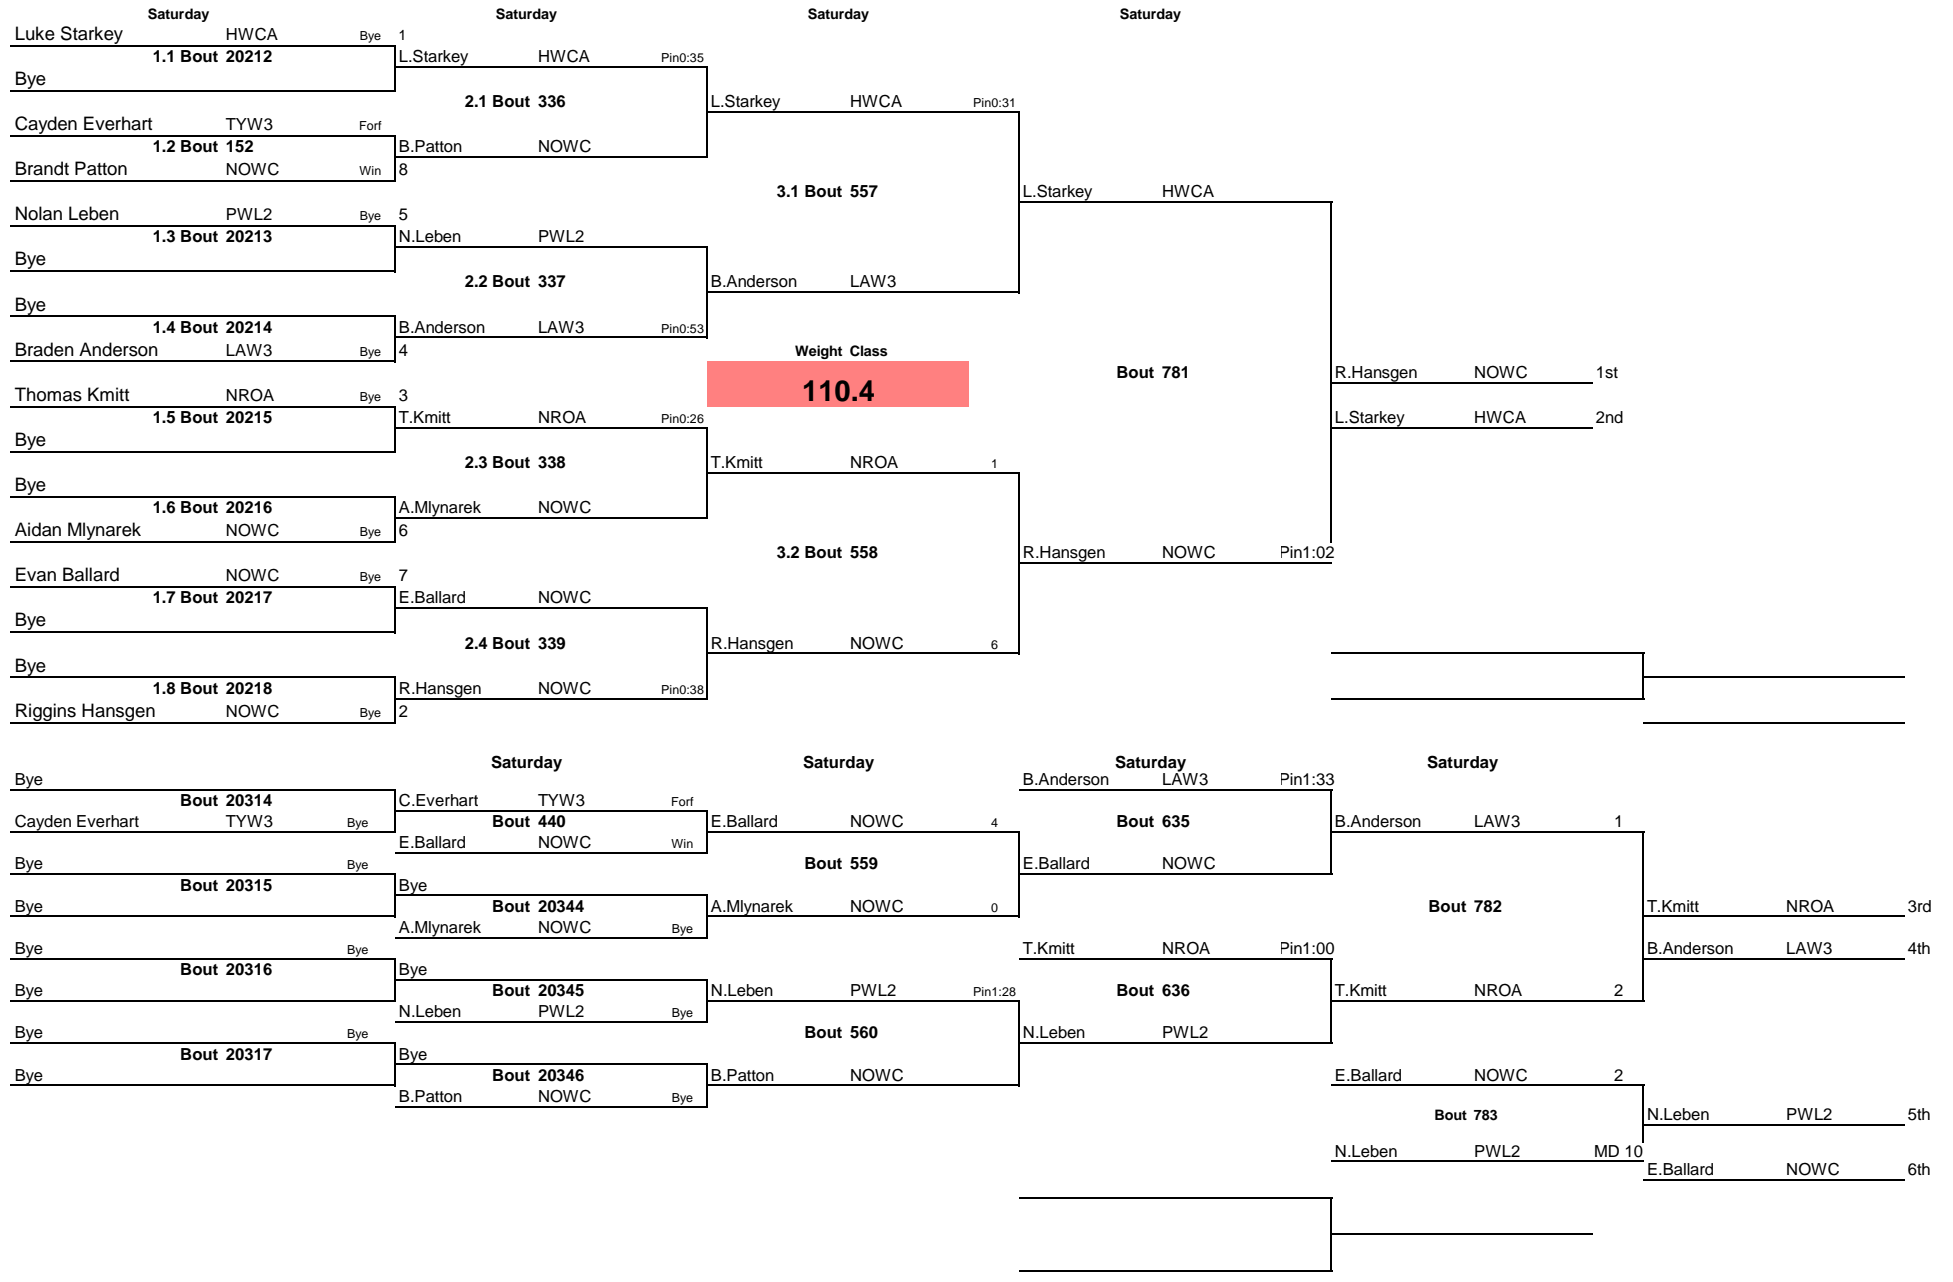 Saturday Saturday Saturday Saturday
Luke Starkey HWCA Bye 1
1.1 Bout 20212 L.Starkey HWCA Pin0:35
Bye
2.1 Bout 336 L.Starkey HWCA Pin0:31
Cayden Everhart TYW3 Forf
1.2 Bout 152 B.Patton NOWC
Brandt Patton NOWC Win 8
3.1 Bout 557 L.Starkey HWCA
Nolan Leben PWL2 Bye 5
1.3 Bout 20213 N.Leben PWL2
Bye
2.2 Bout 337 B.Anderson LAW3
Bye
1.4 Bout 20214 B.Anderson LAW3 Pin0:53
Braden Anderson LAW3 Bye 4 Weight Class
Bout 781 R.Hansgen NOWC 1st
Thomas Kmitt NROA Bye 3 110.4
1.5 Bout 20215 T.Kmitt NROA Pin0:26 L.Starkey HWCA 2nd
Bye
2.3 Bout 338 T.Kmitt NROA 1
Bye
1.6 Bout 20216 A.Mlynarek NOWC
Aidan Mlynarek NOWC Bye 6
3.2 Bout 558 R.Hansgen NOWC Pin1:02
Evan Ballard NOWC Bye 7
1.7 Bout 20217 E.Ballard NOWC
Bye
2.4 Bout 339 R.Hansgen NOWC 6
Bye
1.8 Bout 20218 R.Hansgen NOWC Pin0:38
Riggins Hansgen NOWC Bye 2
Saturday Saturday Saturday Saturday
Bye B.Anderson LAW3 Pin1:33
Bout 20314 C.Everhart TYW3 Forf
Cayden Everhart TYW3 Bye Bout 440 E.Ballard NOWC 4 Bout 635 B.Anderson LAW3 1
E.Ballard NOWC Win
Bye Bye Bout 559 E.Ballard NOWC
Bout 20315 Bye
Bye Bout 20344 A.Mlynarek NOWC 0 Bout 782 T.Kmitt NROA 3rd
A.Mlynarek NOWC Bye
Bye Bye T.Kmitt NROA Pin1:00 B.Anderson LAW3 4th
Bout 20316 Bye
Bye Bout 20345 N.Leben PWL2 Pin1:28 Bout 636 T.Kmitt NROA 2
N.Leben PWL2 Bye
Bye Bye Bout 560 N.Leben PWL2
Bout 20317 Bye
Bye Bout 20346 B.Patton NOWC E.Ballard NOWC 2
B.Patton NOWC Bye
Bout 783 N.Leben PWL2 5th
N.Leben PWL2 MD 10
E.Ballard NOWC 6th